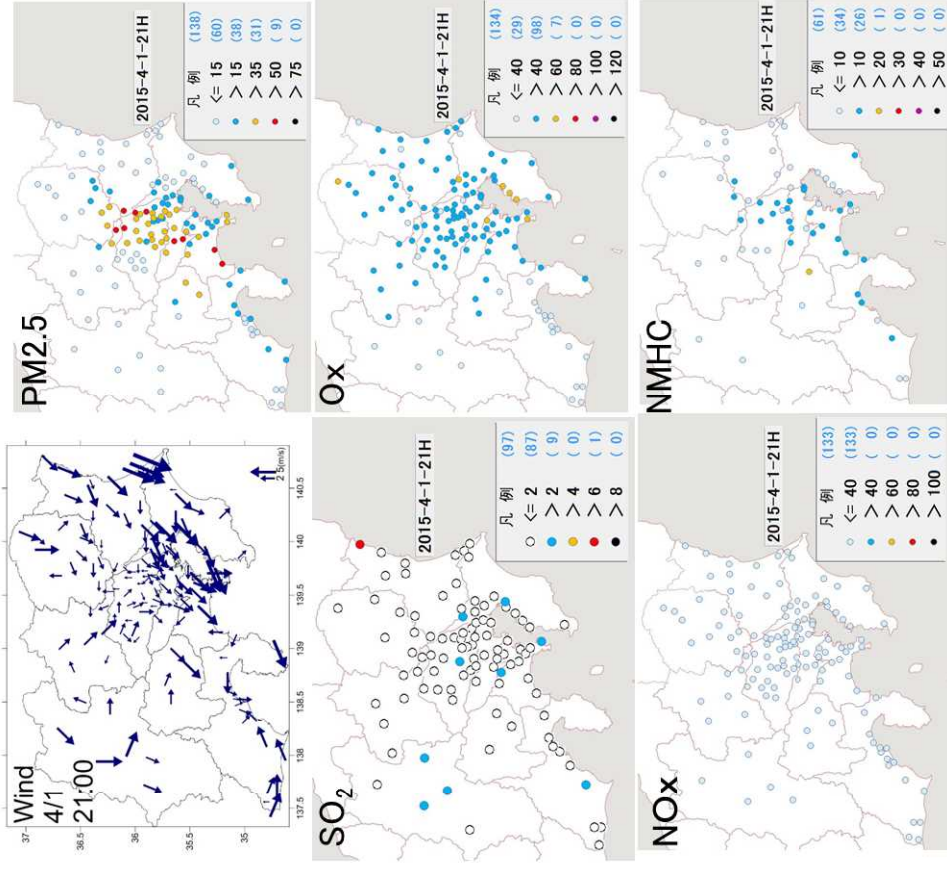 Wind
4/1
21:00
37
36.5
36
35.5
35
2.5(m/s)
137.5 138 138.5 139 139.5 140 140.5
PM2.5
2015-4-1-21H
凡 例 (138)
<= 15 (60)
> 15 (38)
> 35 (31)
> 50 ( 9)
> 75 ( 0)
SO2
2015-4-1-21H
凡 例 (97)
<= 2 (87)
> 2 ( 9)
> 4 ( 0)
> 6 ( 1)
> 8 ( 0)
Ox
2015-4-1-21H
凡 例 (134)
<= 40 (29)
> 40 (98)
> 60 ( 7)
> 80 ( 0)
> 100 ( 0)
> 120 ( 0)
NOx
2015-4-1-21H
凡 例 (133)
<= 40 (133)
> 40 ( 0)
> 60 ( 0)
> 80 ( 0)
> 100 ( 0)
NMHC
2015-4-1-21H
凡 例 (61)
<= 10 (34)
> 10 (26)
> 20 ( 1)
> 30 ( 0)
> 40 ( 0)
> 50 ( 0)